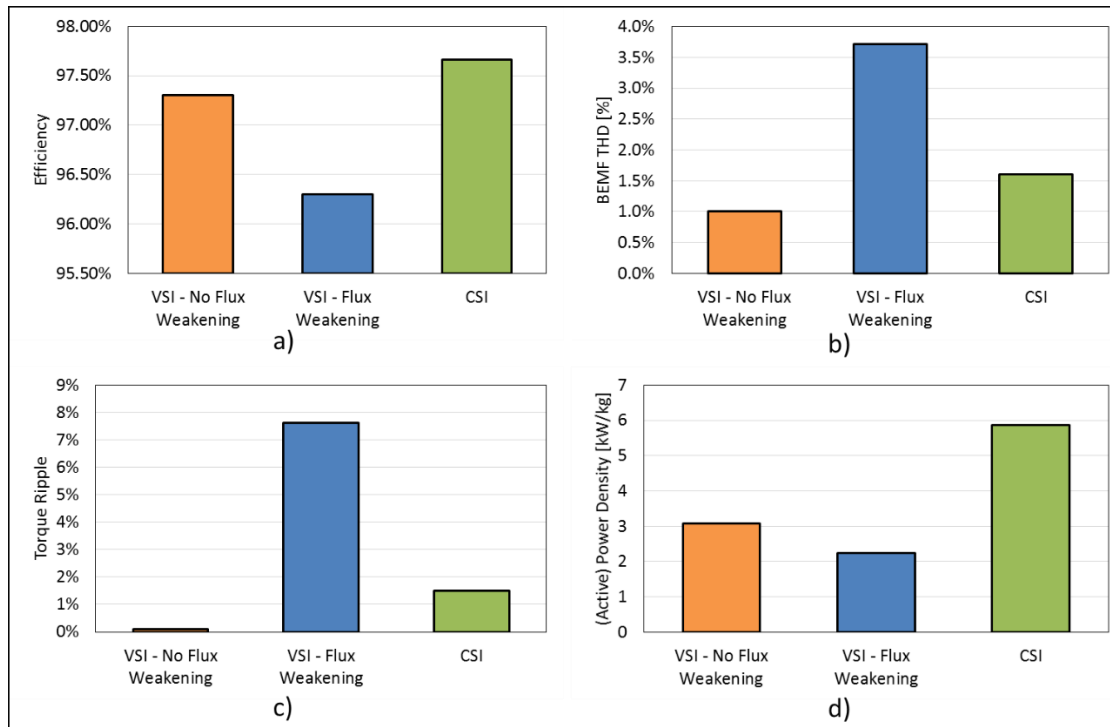 98.00%
97.50%
97.00%
96.50%
96.00%
95.50%
Efficiency
VSI - No Flux
Weakening
VSI - Flux
Weakening
CSI
a)
4.0%
3.5%
3.0%
2.5%
2.0%
1.5%
1.0%
0.5%
0.0%
BEMF THD [%]
VSI - No Flux
Weakening
VSI - Flux
Weakening
CSI
b)
9%
8%
7%
6%
5%
4%
3%
2%
1%
0%
Torque Ripple
VSI - No Flux
Weakening
VSI - Flux
Weakening
CSI
c)
7
6
5
4
3
2
1
0
(Active) Power Density [kW/kg]
VSI - No Flux
Weakening
VSI - Flux
Weakening
CSI
d)